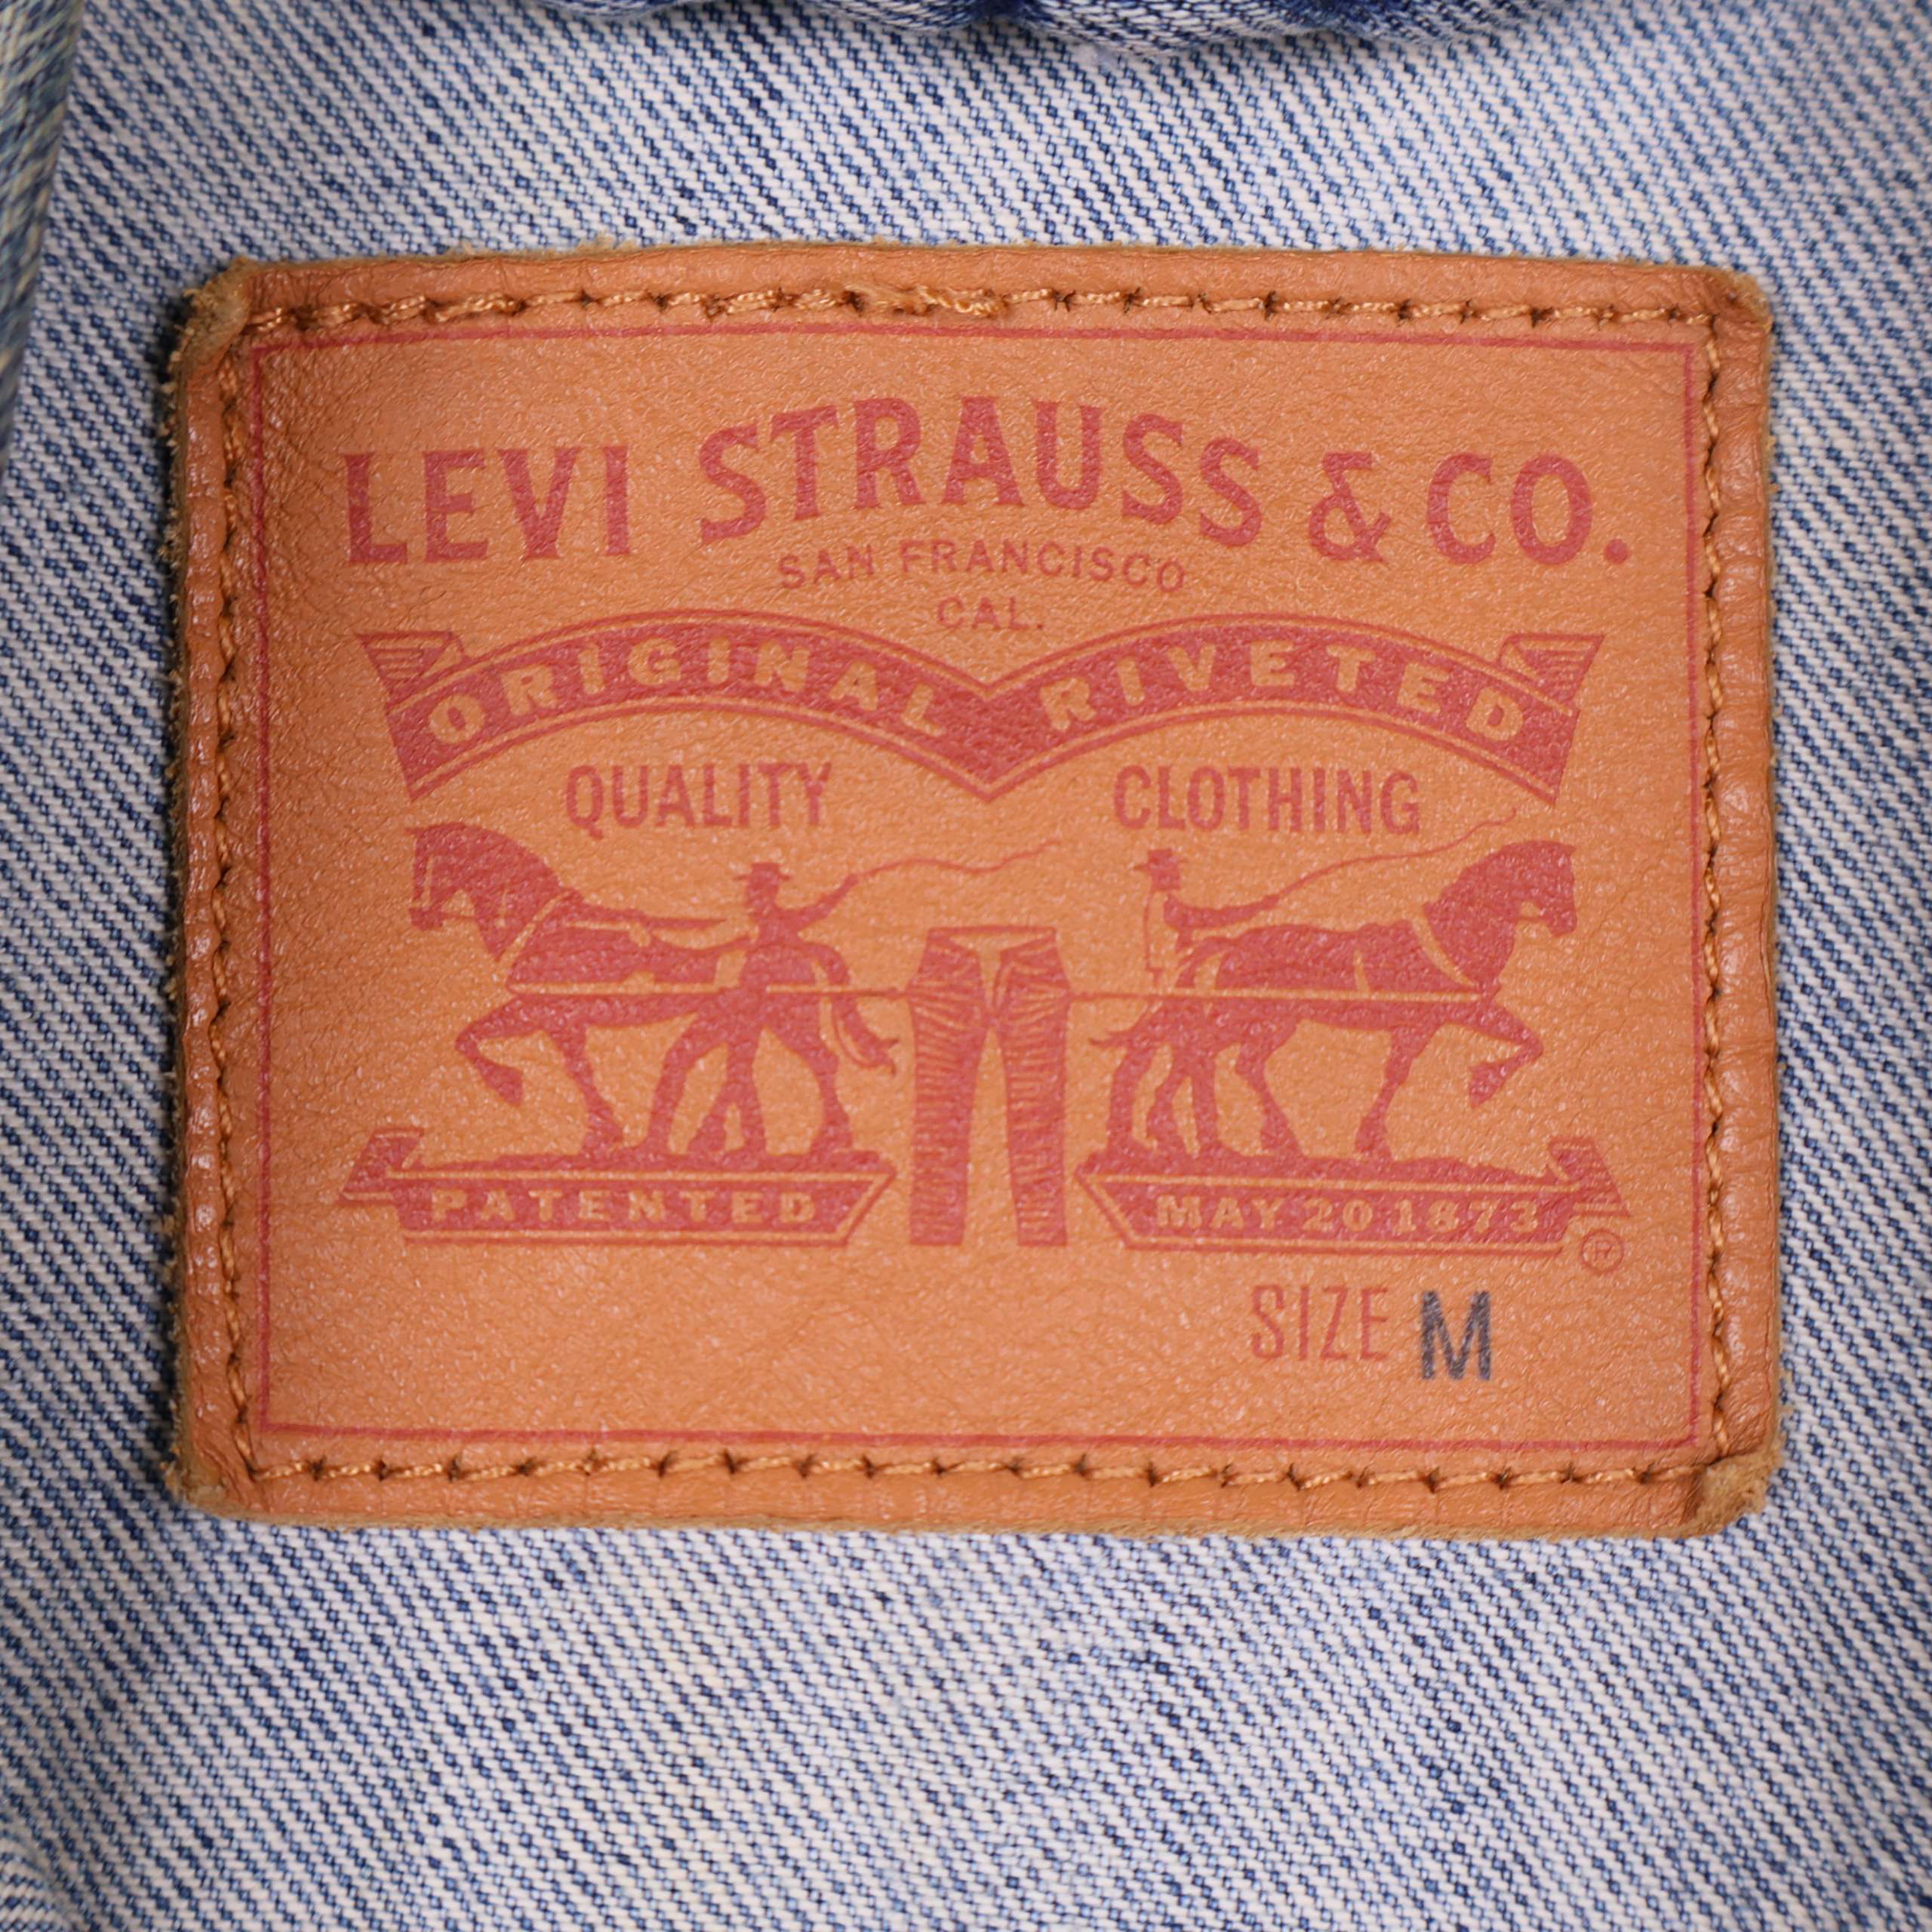 LEVI STRAUSS & CO.
SAN FRANCISCO
CAL.
ORIGINAL RIVETED
QUALITY CLOTHING
PATENTED MAY 20 1873
®
SIZE M